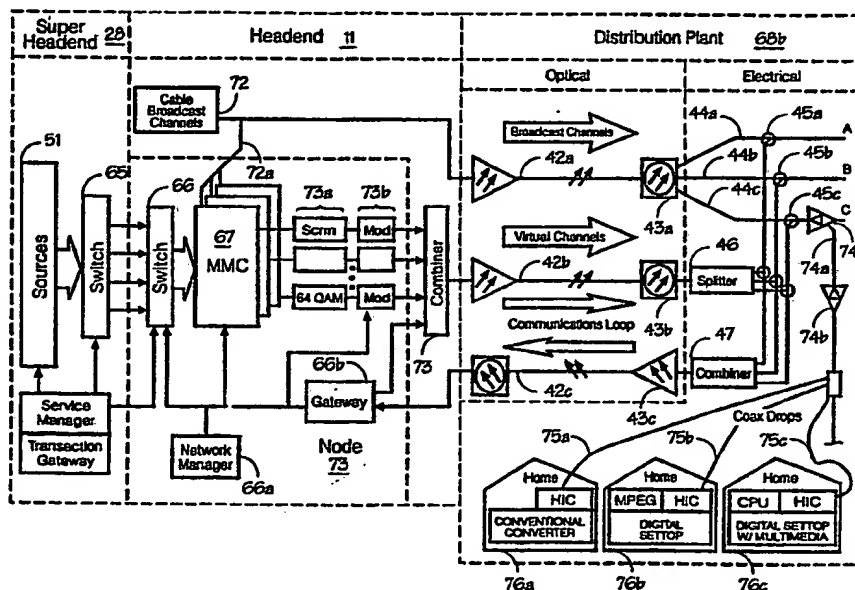 Super
Headend 28
Headend 11
Distribution Plant 68b
Optical
Electrical
72
Cable
Broadcast
Channels
72a
51
65
66
Sources
Switch
Switch
67
MMC
73a
73b
Scrm
Mod
64 QAM
Mod
Combiner
73
Broadcast Channels
42a
43a
44a
44b
44c
45a
45b
45c
A
B
C
74
74a
74b
Virtual Channels
42b
43b
46
Splitter
Communications Loop
42c
43c
47
Combiner
66b
Gateway
Service
Manager
Transaction
Gateway
Network
Manager
66a
Node
73
Coax Drops
75a
75b
75c
Home
HIC
CONVENTIONAL
CONVERTER
76a
Home
MPEG
HIC
DIGITAL
SETTOP
76b
Home
CPU
HIC
DIGITAL SETTOP
W/ MULTIMEDIA
76c